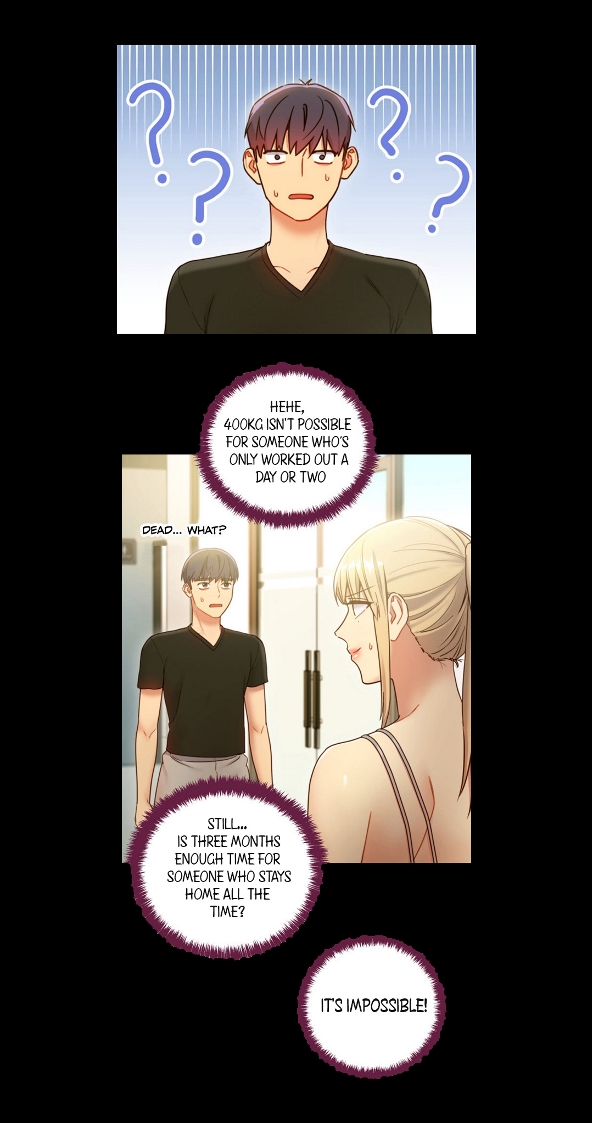 ?
?
?
?
HEHE,
400KG ISN'T POSSIBLE
FOR SOMEONE WHO'S
ONLY WORKED OUT A
DAY OR TWO
DEAD... WHAT?
STILL...
IS THREE MONTHS
ENOUGH TIME FOR
SOMEONE WHO STAYS
HOME ALL THE
TIME?
IT'S IMPOSSIBLE!